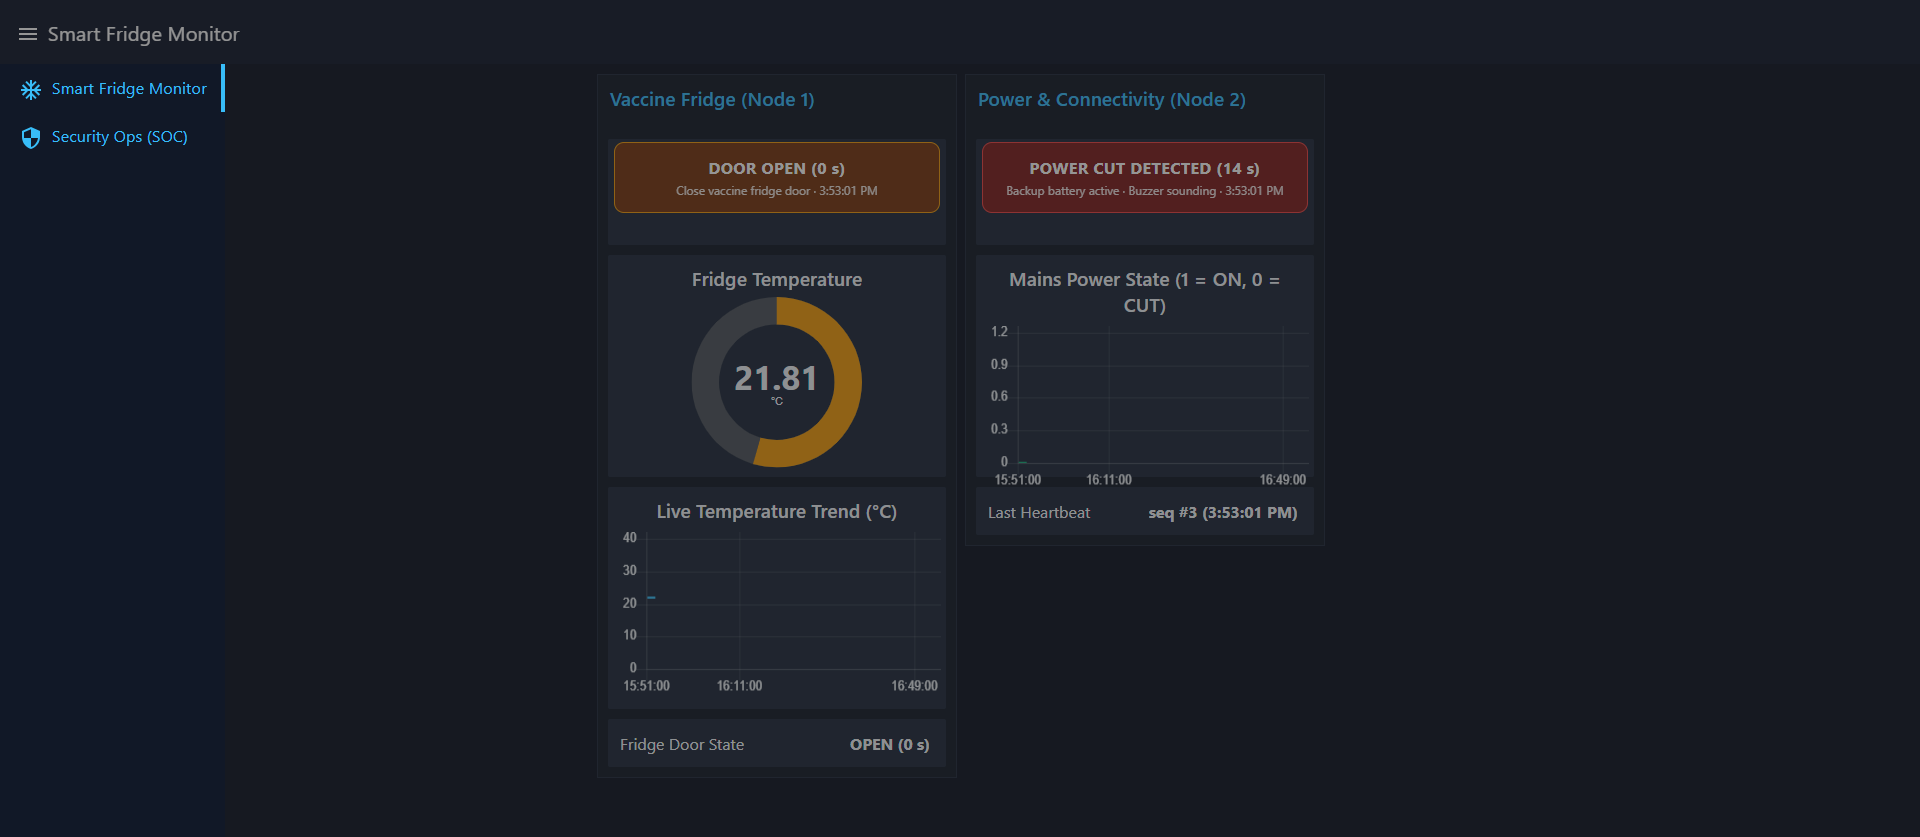 Smart Fridge Monitor
Smart Fridge Monitor
Security Ops (SOC)
Vaccine Fridge (Node 1)
DOOR OPEN (0 s)
Close vaccine fridge door · 3:53:01 PM
Fridge Temperature
21.81
°C
Live Temperature Trend (°C)
40
30
20
10
0
15:51:00 16:11:00 16:49:00
Fridge Door State OPEN (0 s)
Power & Connectivity (Node 2)
POWER CUT DETECTED (14 s)
Backup battery active · Buzzer sounding · 3:53:01 PM
Mains Power State (1 = ON, 0 =
CUT)
1.2
0.9
0.6
0.3
0
15:51:00 16:11:00 16:49:00
Last Heartbeat seq #3 (3:53:01 PM)